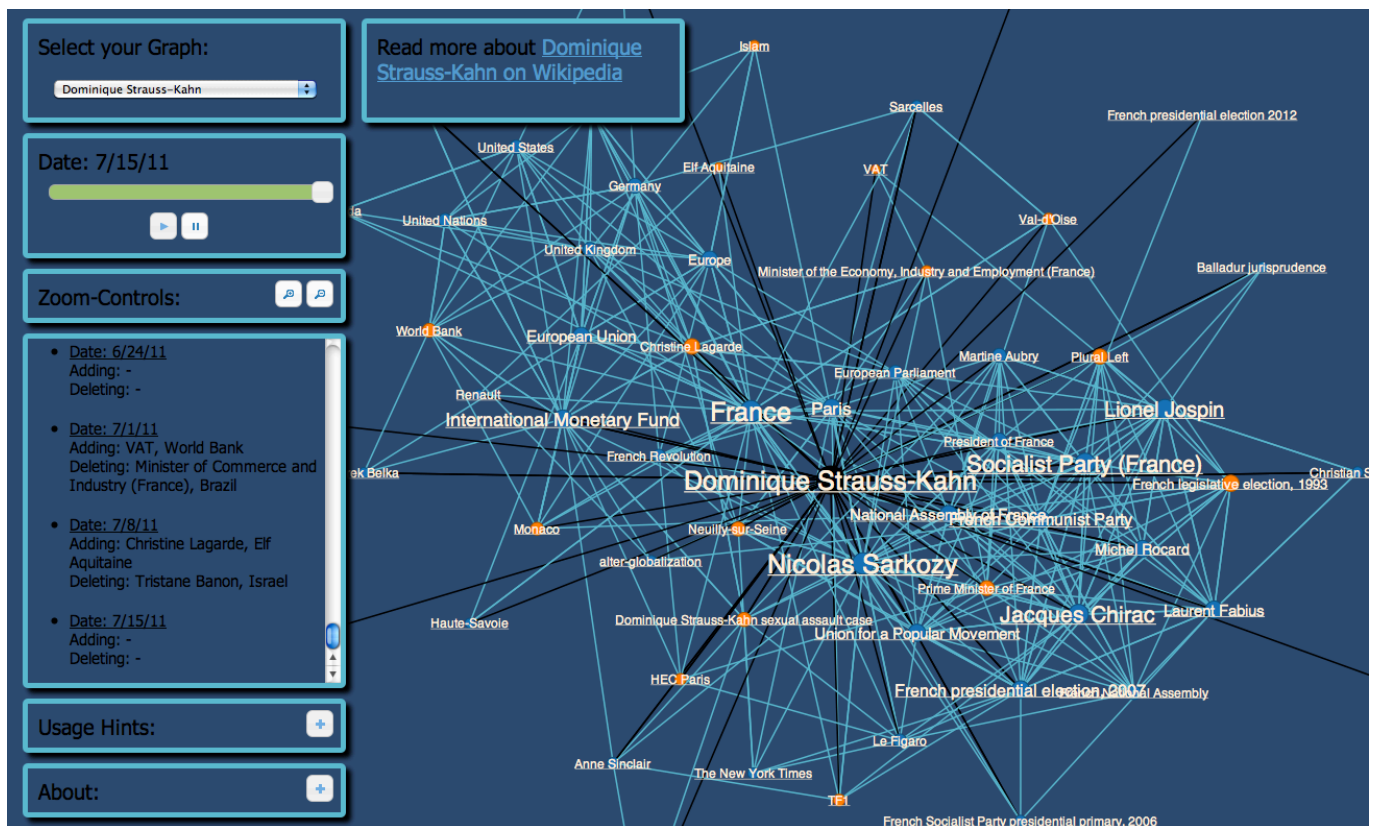 Select your Graph:
Dominique Strauss-Kahn
Read more about Dominique
Strauss-Kahn on Wikipedia
Date: 7/15/11
Zoom-Controls:
• Date: 6/24/11
Adding: -
Deleting: -
• Date: 7/1/11
Adding: VAT, World Bank
Deleting: Minister of Commerce and
Industry (France), Brazil
• Date: 7/8/11
Adding: Christine Lagarde, Elf
Aquitaine
Deleting: Tristane Banon, Israel
• Date: 7/15/11
Adding: -
Deleting: -
Usage Hints:
About:
Islam
Sarcelles
French presidential election 2012
United States
Elf Aquitaine
VAT
Germany
United Nations
Val-d'Oise
United Kingdom
Europe
Minister of the Economy, Industry and Employment (France)
Balladur jurisprudence
World Bank
European Union
Christine Lagarde
Martine Aubry
Plural Left
European Parliament
Renault
International Monetary Fund
France
Paris
Lionel Jospin
President of France
French Revolution
Socialist Party (France)
ek Belka
Dominique Strauss-Kahn
French legislative election, 1993
Christian S
National Assembly of France
French Communist Party
Monaco
Neuilly-sur-Seine
Michel Rocard
alter-globalization
Nicolas Sarkozy
Prime Minister of France
Haute-Savoie
Dominique Strauss-Kahn sexual assault case
Jacques Chirac
Laurent Fabius
Union for a Popular Movement
HEC Paris
French presidential election, 2007
National Assembly
Le Figaro
Anne Sinclair
The New York Times
TF1
French Socialist Party presidential primary, 2006